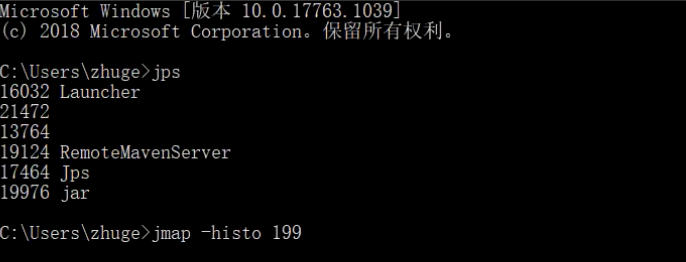 Microsoft Windows [版本 10.0.17763.1039]
(c) 2018 Microsoft Corporation。保留所有权利。
C:\Users\zhuge>jps
16032 Launcher
21472
13764
19124 RemoteMavenServer
17464 Jps
19976 jar
C:\Users\zhuge>jmap -histo 199